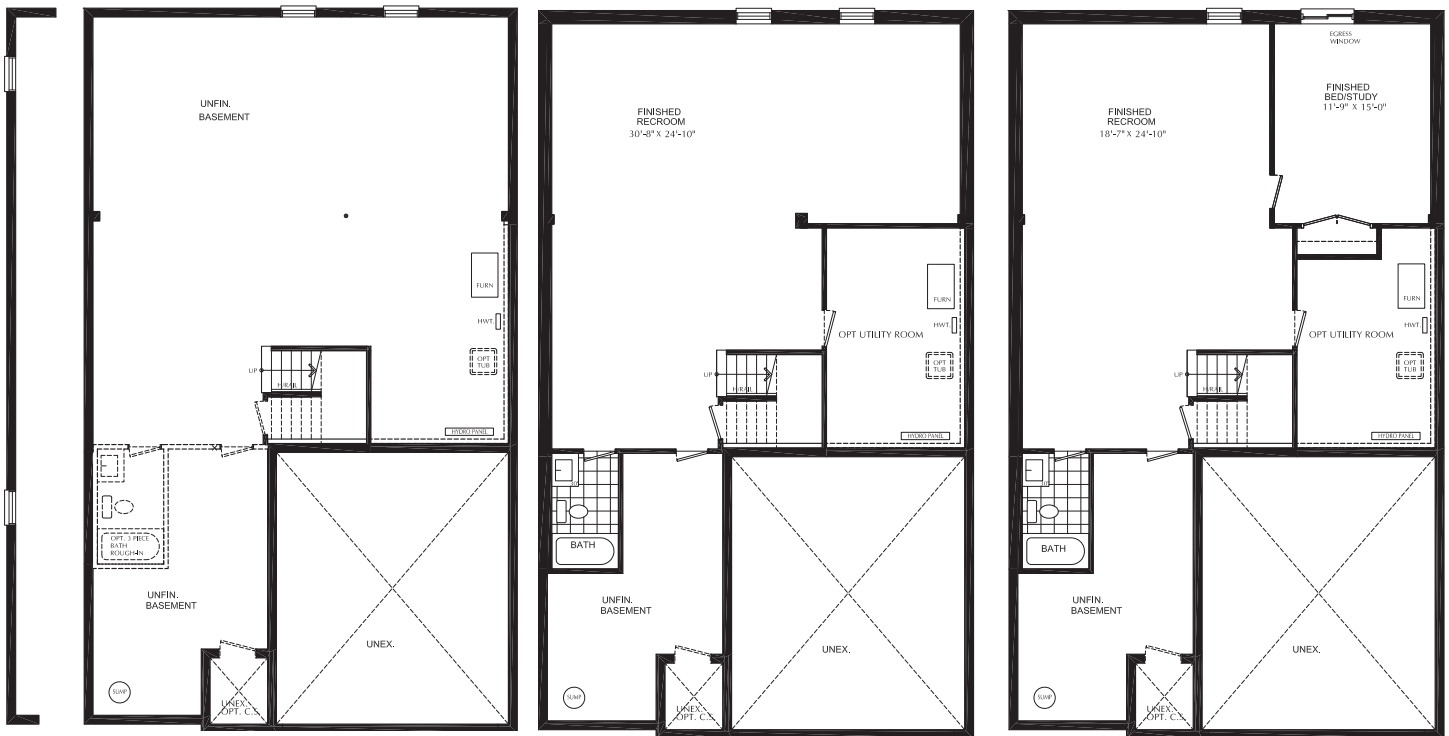 UNFIN.
BASEMENT
FURN
HWT.
OPT
TUB
UP
H/RAIL
HYDRO PANEL
OPT. 3 PIECE
BATH
ROUGH-IN
UNFIN.
BASEMENT
UNEX.
SUMP
UNEX.
OPT. C.S.
FINISHED
RECROOM
30'-8" X 24'-10"
FURN
HWT.
OPT UTILITY ROOM
OPT
TUB
UP
H/RAIL
HYDRO PANEL
BATH
UNFIN.
BASEMENT
UNEX.
SUMP
UNEX.
OPT. C.S.
EGRESS
WINDOW
FINISHED
BED/STUDY
11'-9" X 15'-0"
FINISHED
RECROOM
18'-7" X 24'-10"
FURN
HWT.
OPT UTILITY ROOM
OPT
TUB
UP
H/RAIL
HYDRO PANEL
BATH
UNFIN.
BASEMENT
UNEX.
SUMP
UNEX.
OPT. C.S.